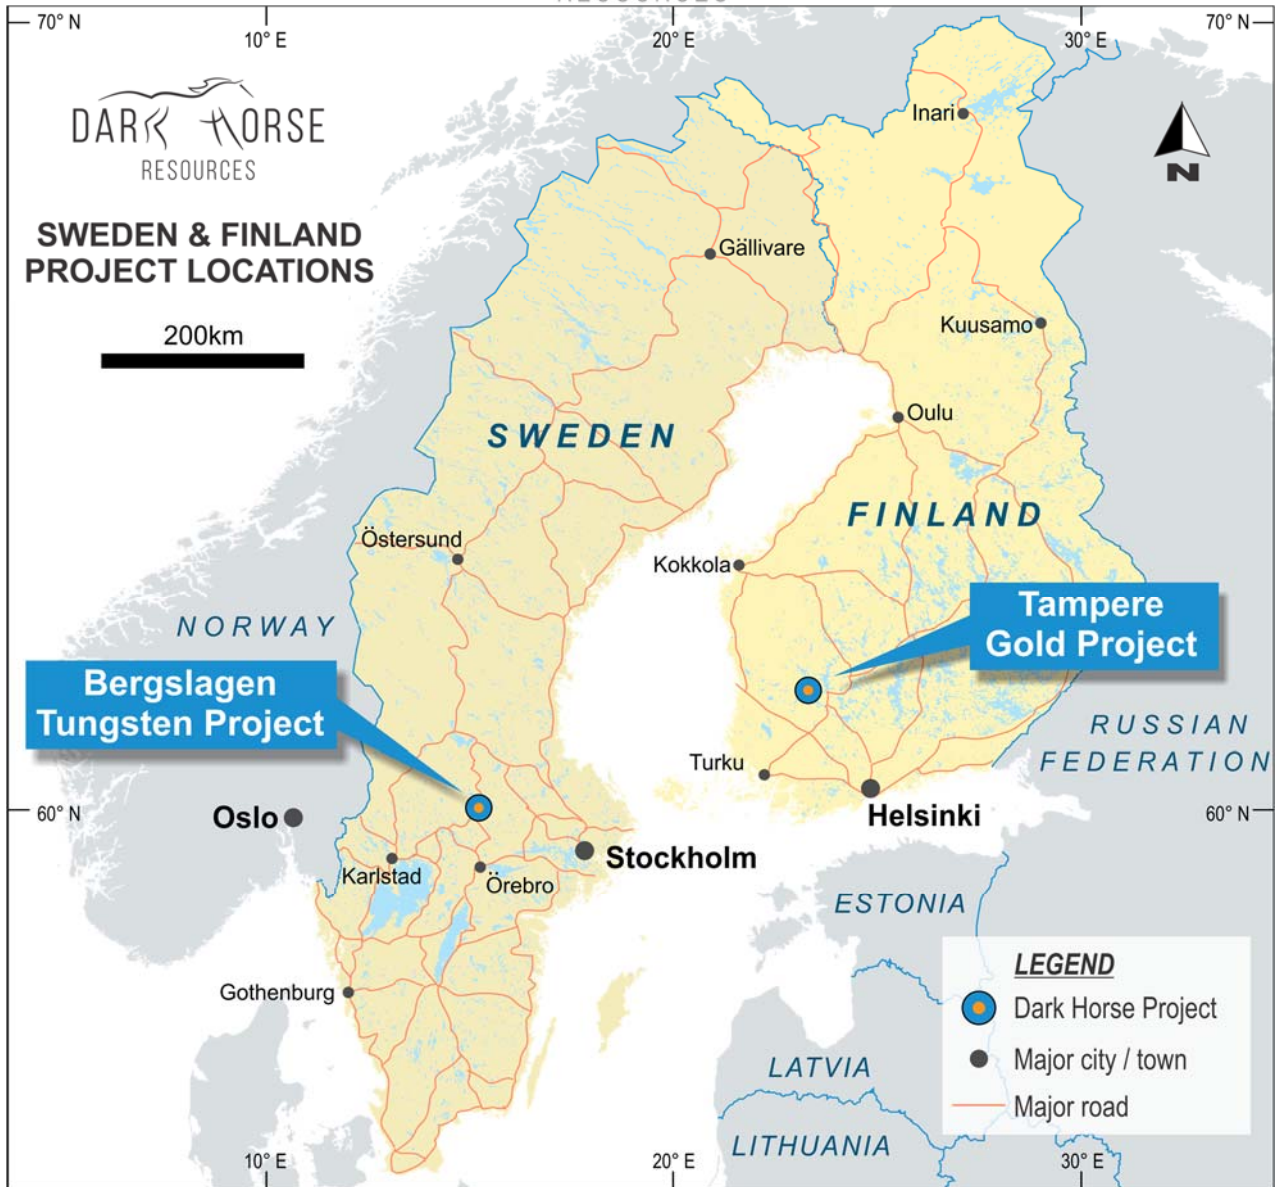 RESOURCES
70° N
10° E
20° E
30° E
70° N
DARK HORSE
RESOURCES
SWEDEN & FINLAND
PROJECT LOCATIONS
200km
N
Inari
Gällivare
Kuusamo
Oulu
SWEDEN
FINLAND
Östersund
Kokkola
NORWAY
Tampere
Gold Project
Bergslagen
Tungsten Project
RUSSIAN
FEDERATION
Turku
Helsinki
60° N
Oslo
60° N
Stockholm
Karlstad
Örebro
ESTONIA
Gothenburg
LEGEND
Dark Horse Project
Major city / town
Major road
LATVIA
LITHUANIA
10° E
20° E
30° E